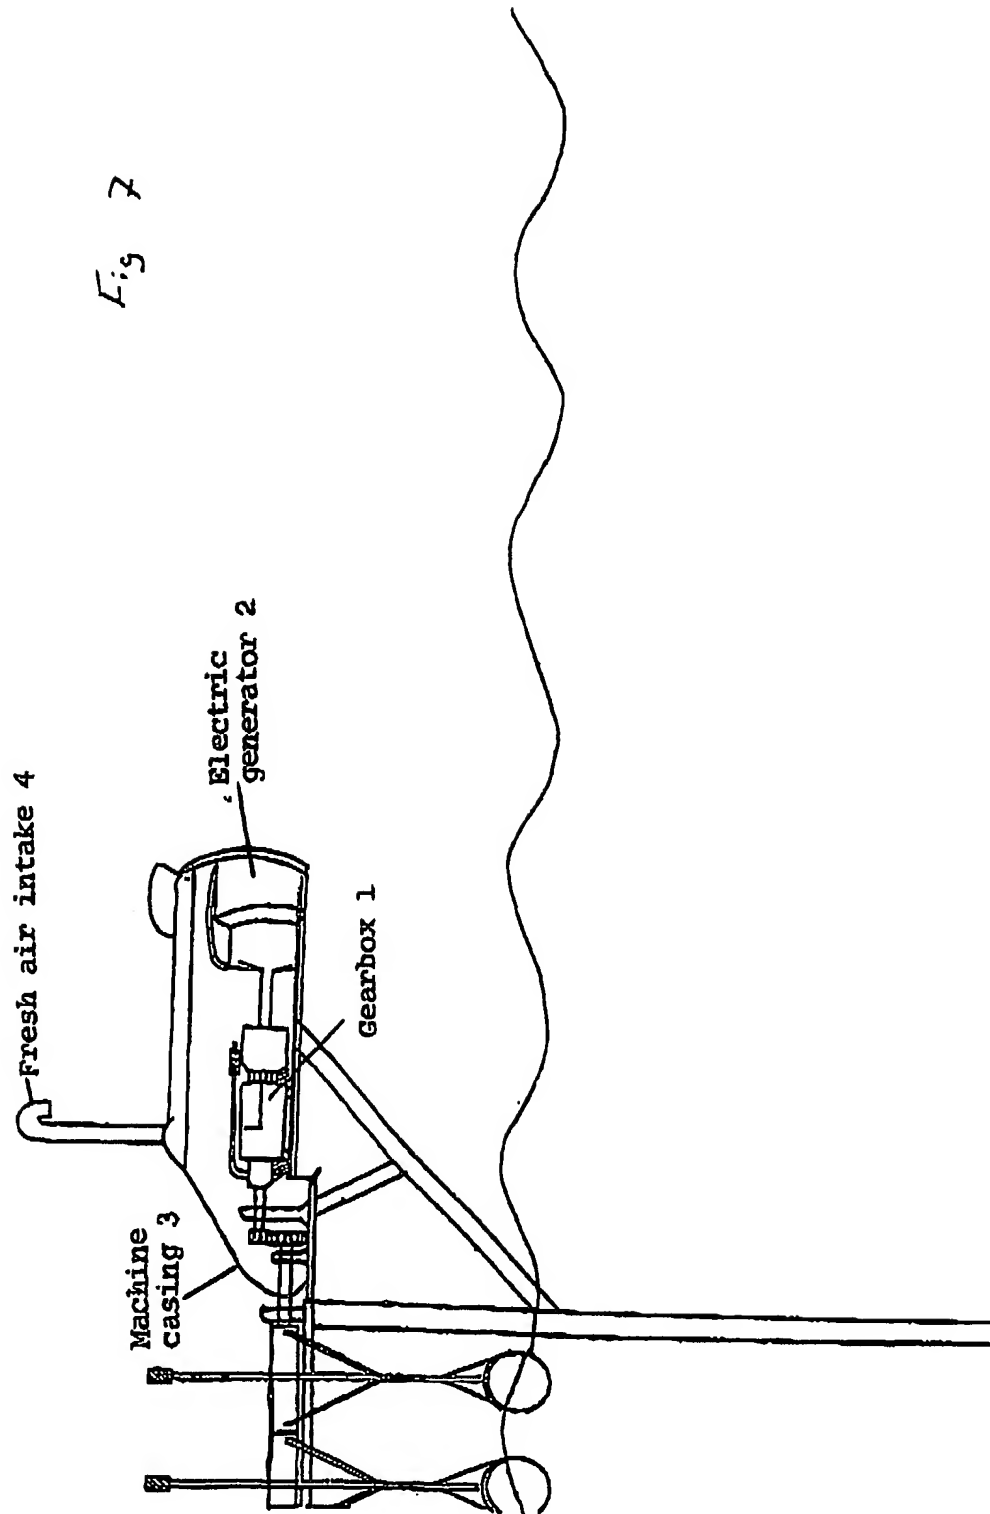 Fig 7
Fresh air intake 4
Electric
generator 2
Gearbox 1
Machine
casing 3